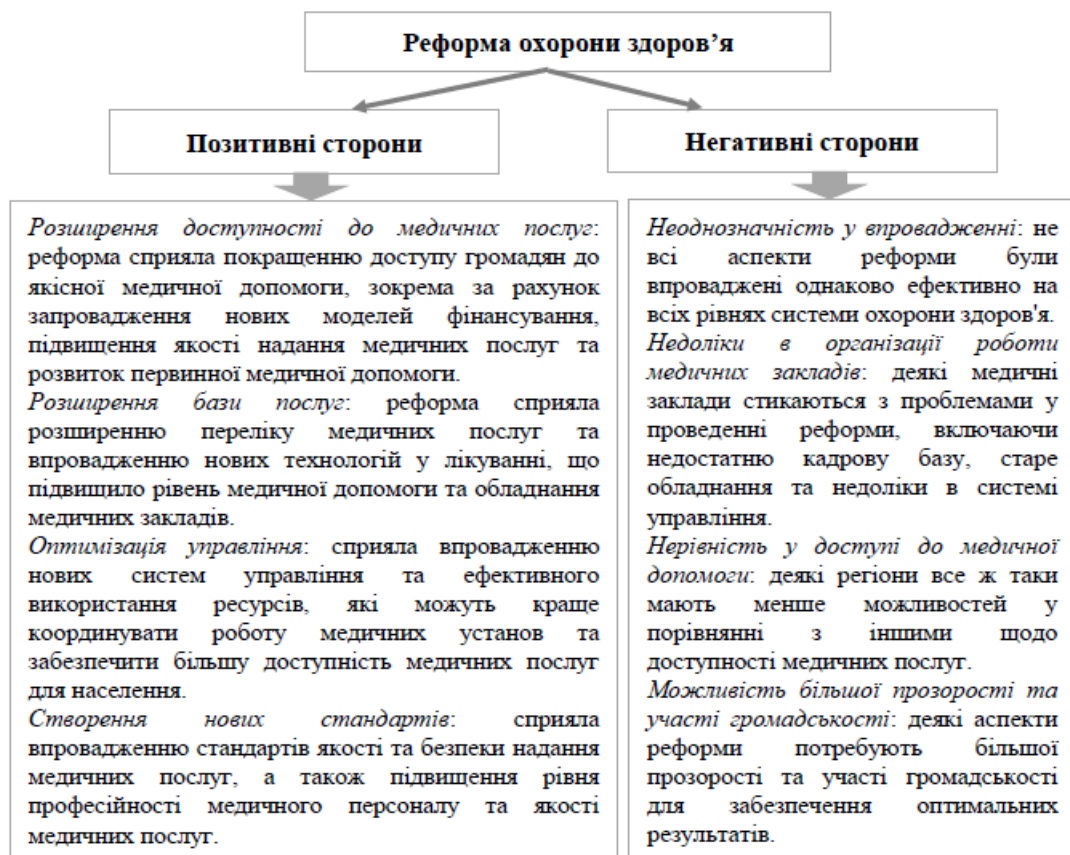 Реформа охорони здоров’я
Позитивні сторони
Негативні сторони
Розширення доступності до медичних послуг:
реформа сприяла покращенню доступу громадян до
якісної медичної допомоги, зокрема за рахунок
запровадження нових моделей фінансування,
підвищення якості надання медичних послуг та
розвиток первинної медичної допомоги.
Розширення бази послуг: реформа сприяла
розширенню переліку медичних послуг та
впровадженню нових технологій у лікуванні, що
підвищило рівень медичної допомоги та обладнання
медичних закладів.
Оптимізація управління: сприяла впровадженню
нових систем управління та ефективного
використання ресурсів, які можуть краще
координувати роботу медичних установ та
забезпечити більшу доступність медичних послуг
для населення.
Створення нових стандартів: сприяла
впровадженню стандартів якості та безпеки надання
медичних послуг, а також підвищення рівня
професійності медичного персоналу та якості
медичних послуг.
Неоднозначність у впровадженні: не
всі аспекти реформи були
впроваджені однаково ефективно на
всіх рівнях системи охорони здоров'я.
Недоліки в організації роботи
медичних закладів: деякі медичні
заклади стикаються з проблемами у
проведенні реформи, включаючи
недостатню кадрову базу, старе
обладнання та недоліки в системі
управління.
Нерівність у доступі до медичної
допомоги: деякі регіони все ж таки
мають менше можливостей у
порівнянні з іншими щодо
доступності медичних послуг.
Можливість більшої прозорості та
участі громадськості: деякі аспекти
реформи потребують більшої
прозорості та участі громадськості
для забезпечення оптимальних
результатів.